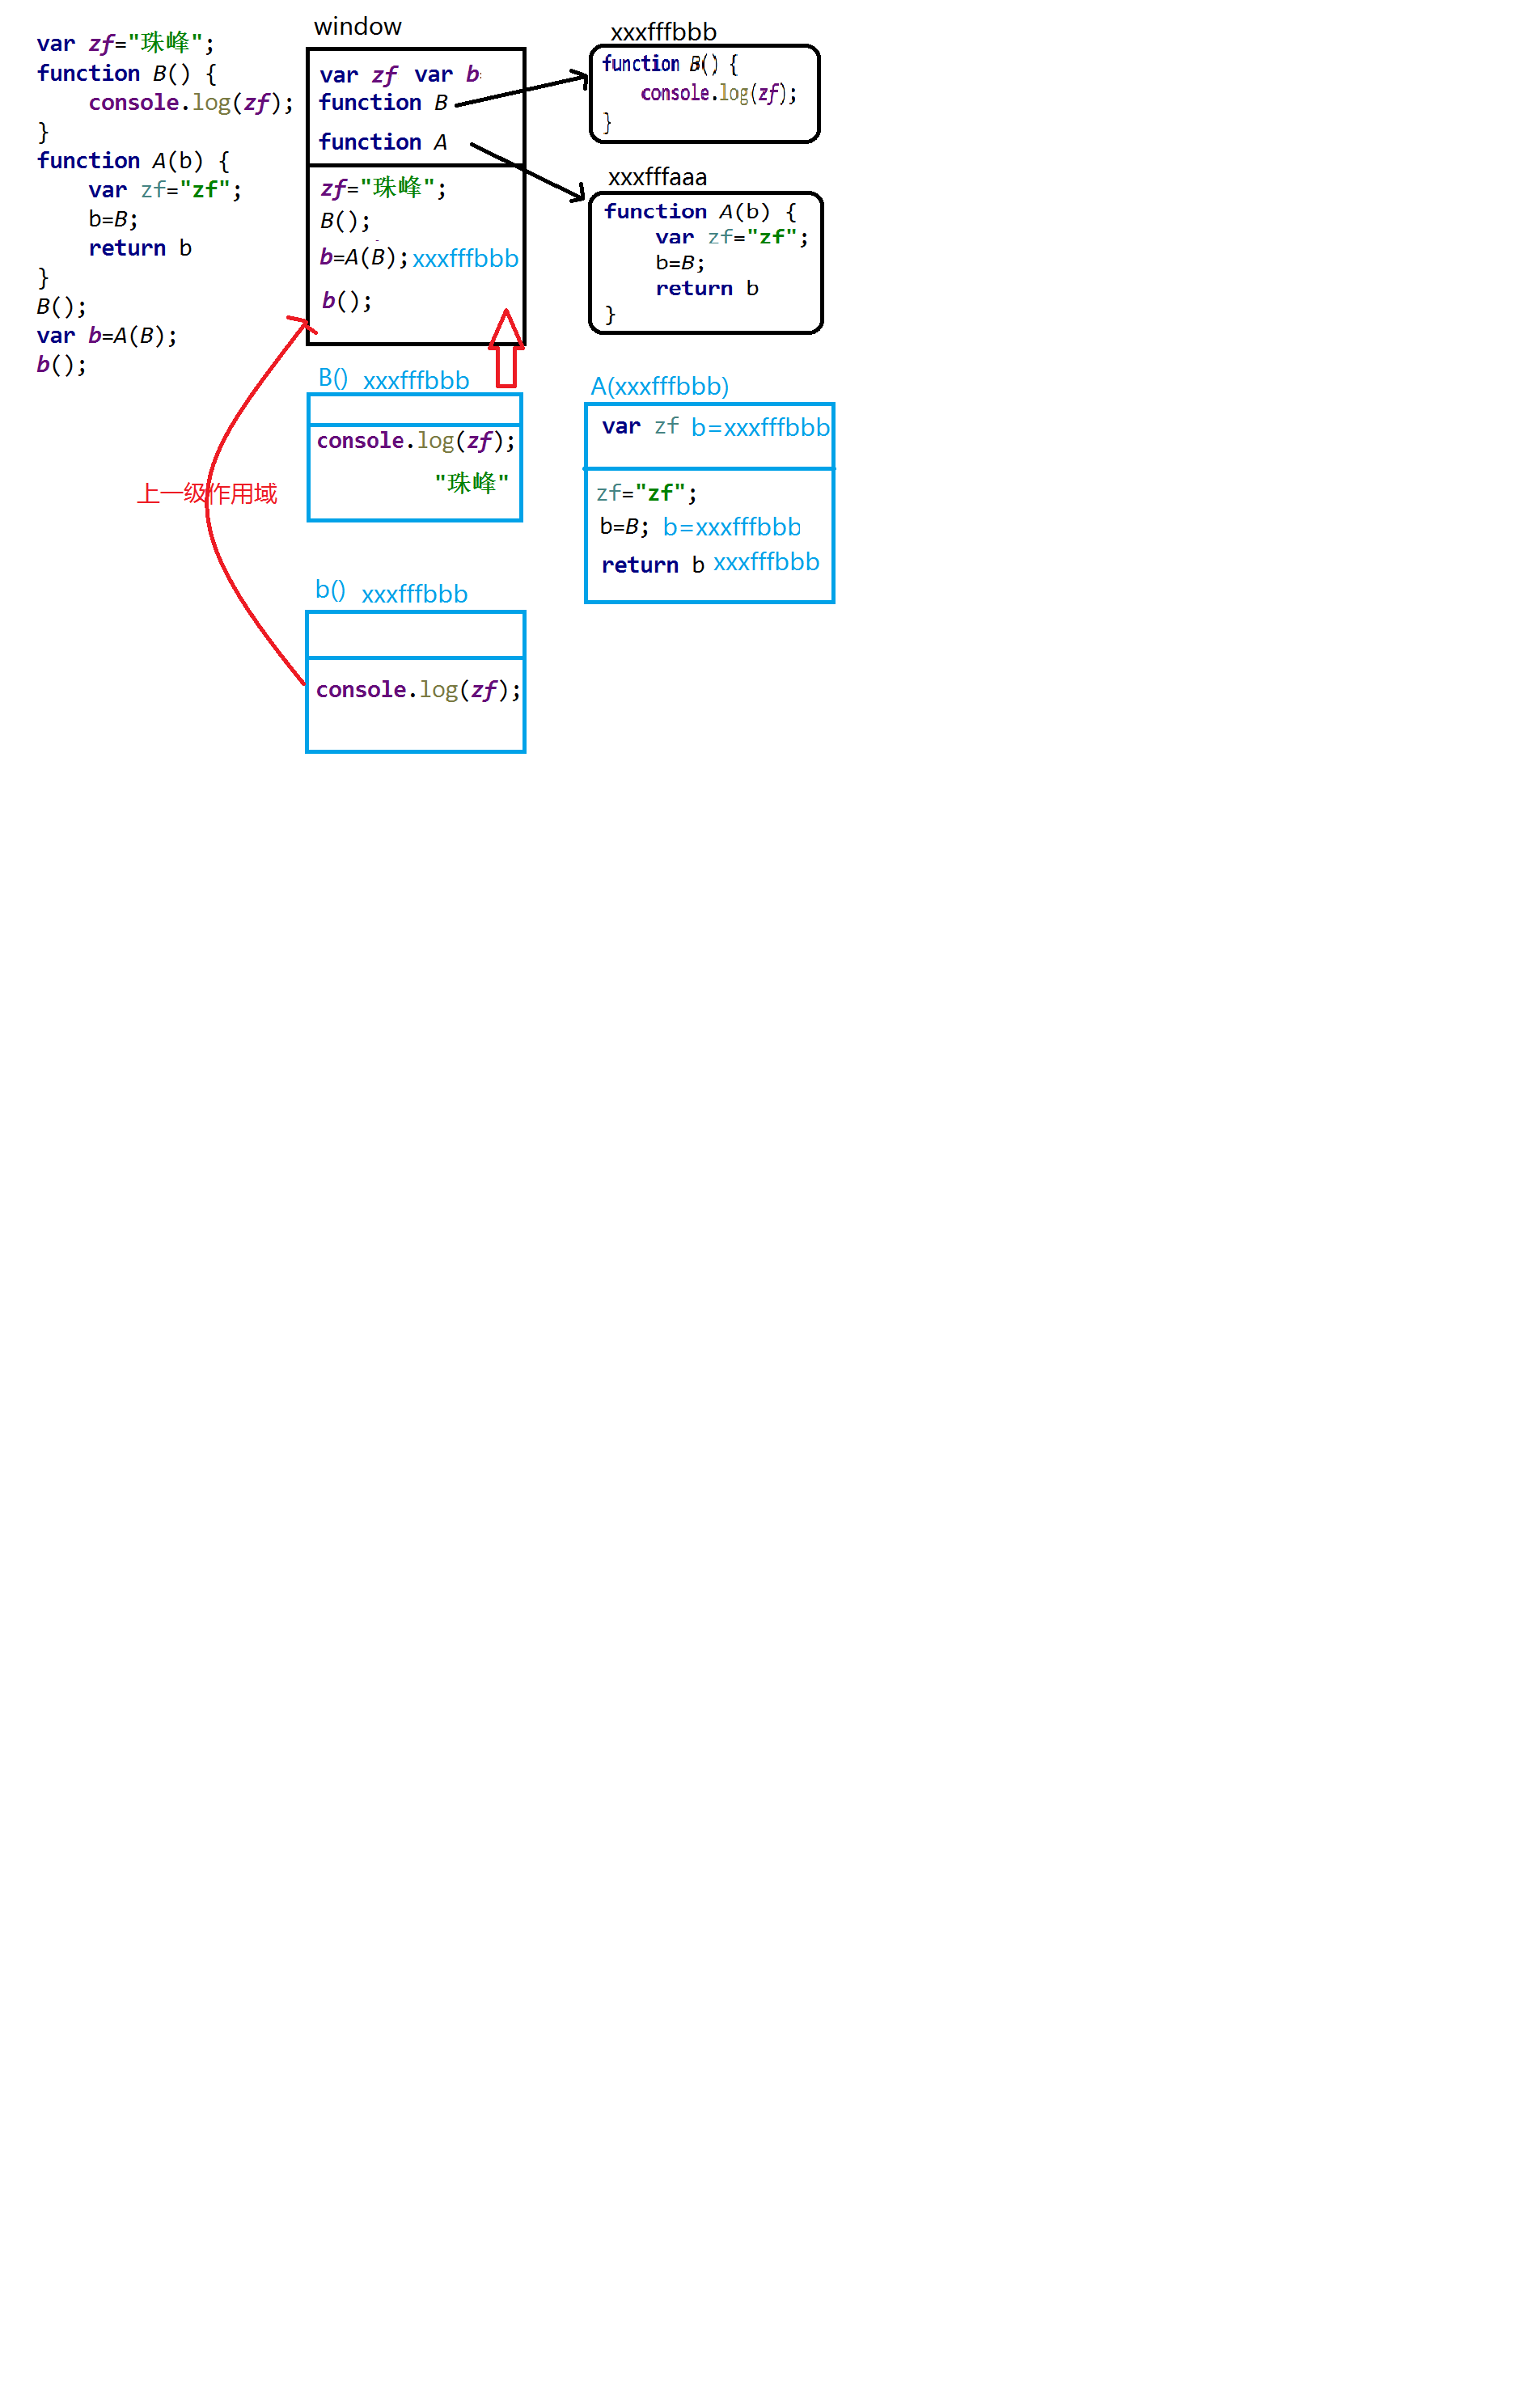 var zf="珠峰";
function B() {
console.log(zf);
}
function A(b) {
var zf="zf";
b=B;
return b
}
B();
var b=A(B);
b();
window
var zf var b
function B
function A
zf="珠峰";
B();
b=A(B); xxxfffbbb
b();
xxxfffbbb
function B() {
console.log(zf);
}
xxxfffaaa
function A(b) {
var zf="zf";
b=B;
return b
}
B() xxxfffbbb
console.log(zf);
"珠峰"
A(xxxfffbbb)
var zf b=xxxfffbbb
zf="zf";
b=B; b=xxxfffbbb
return b xxxfffbbb
上一级作用域
b() xxxfffbbb
console.log(zf);